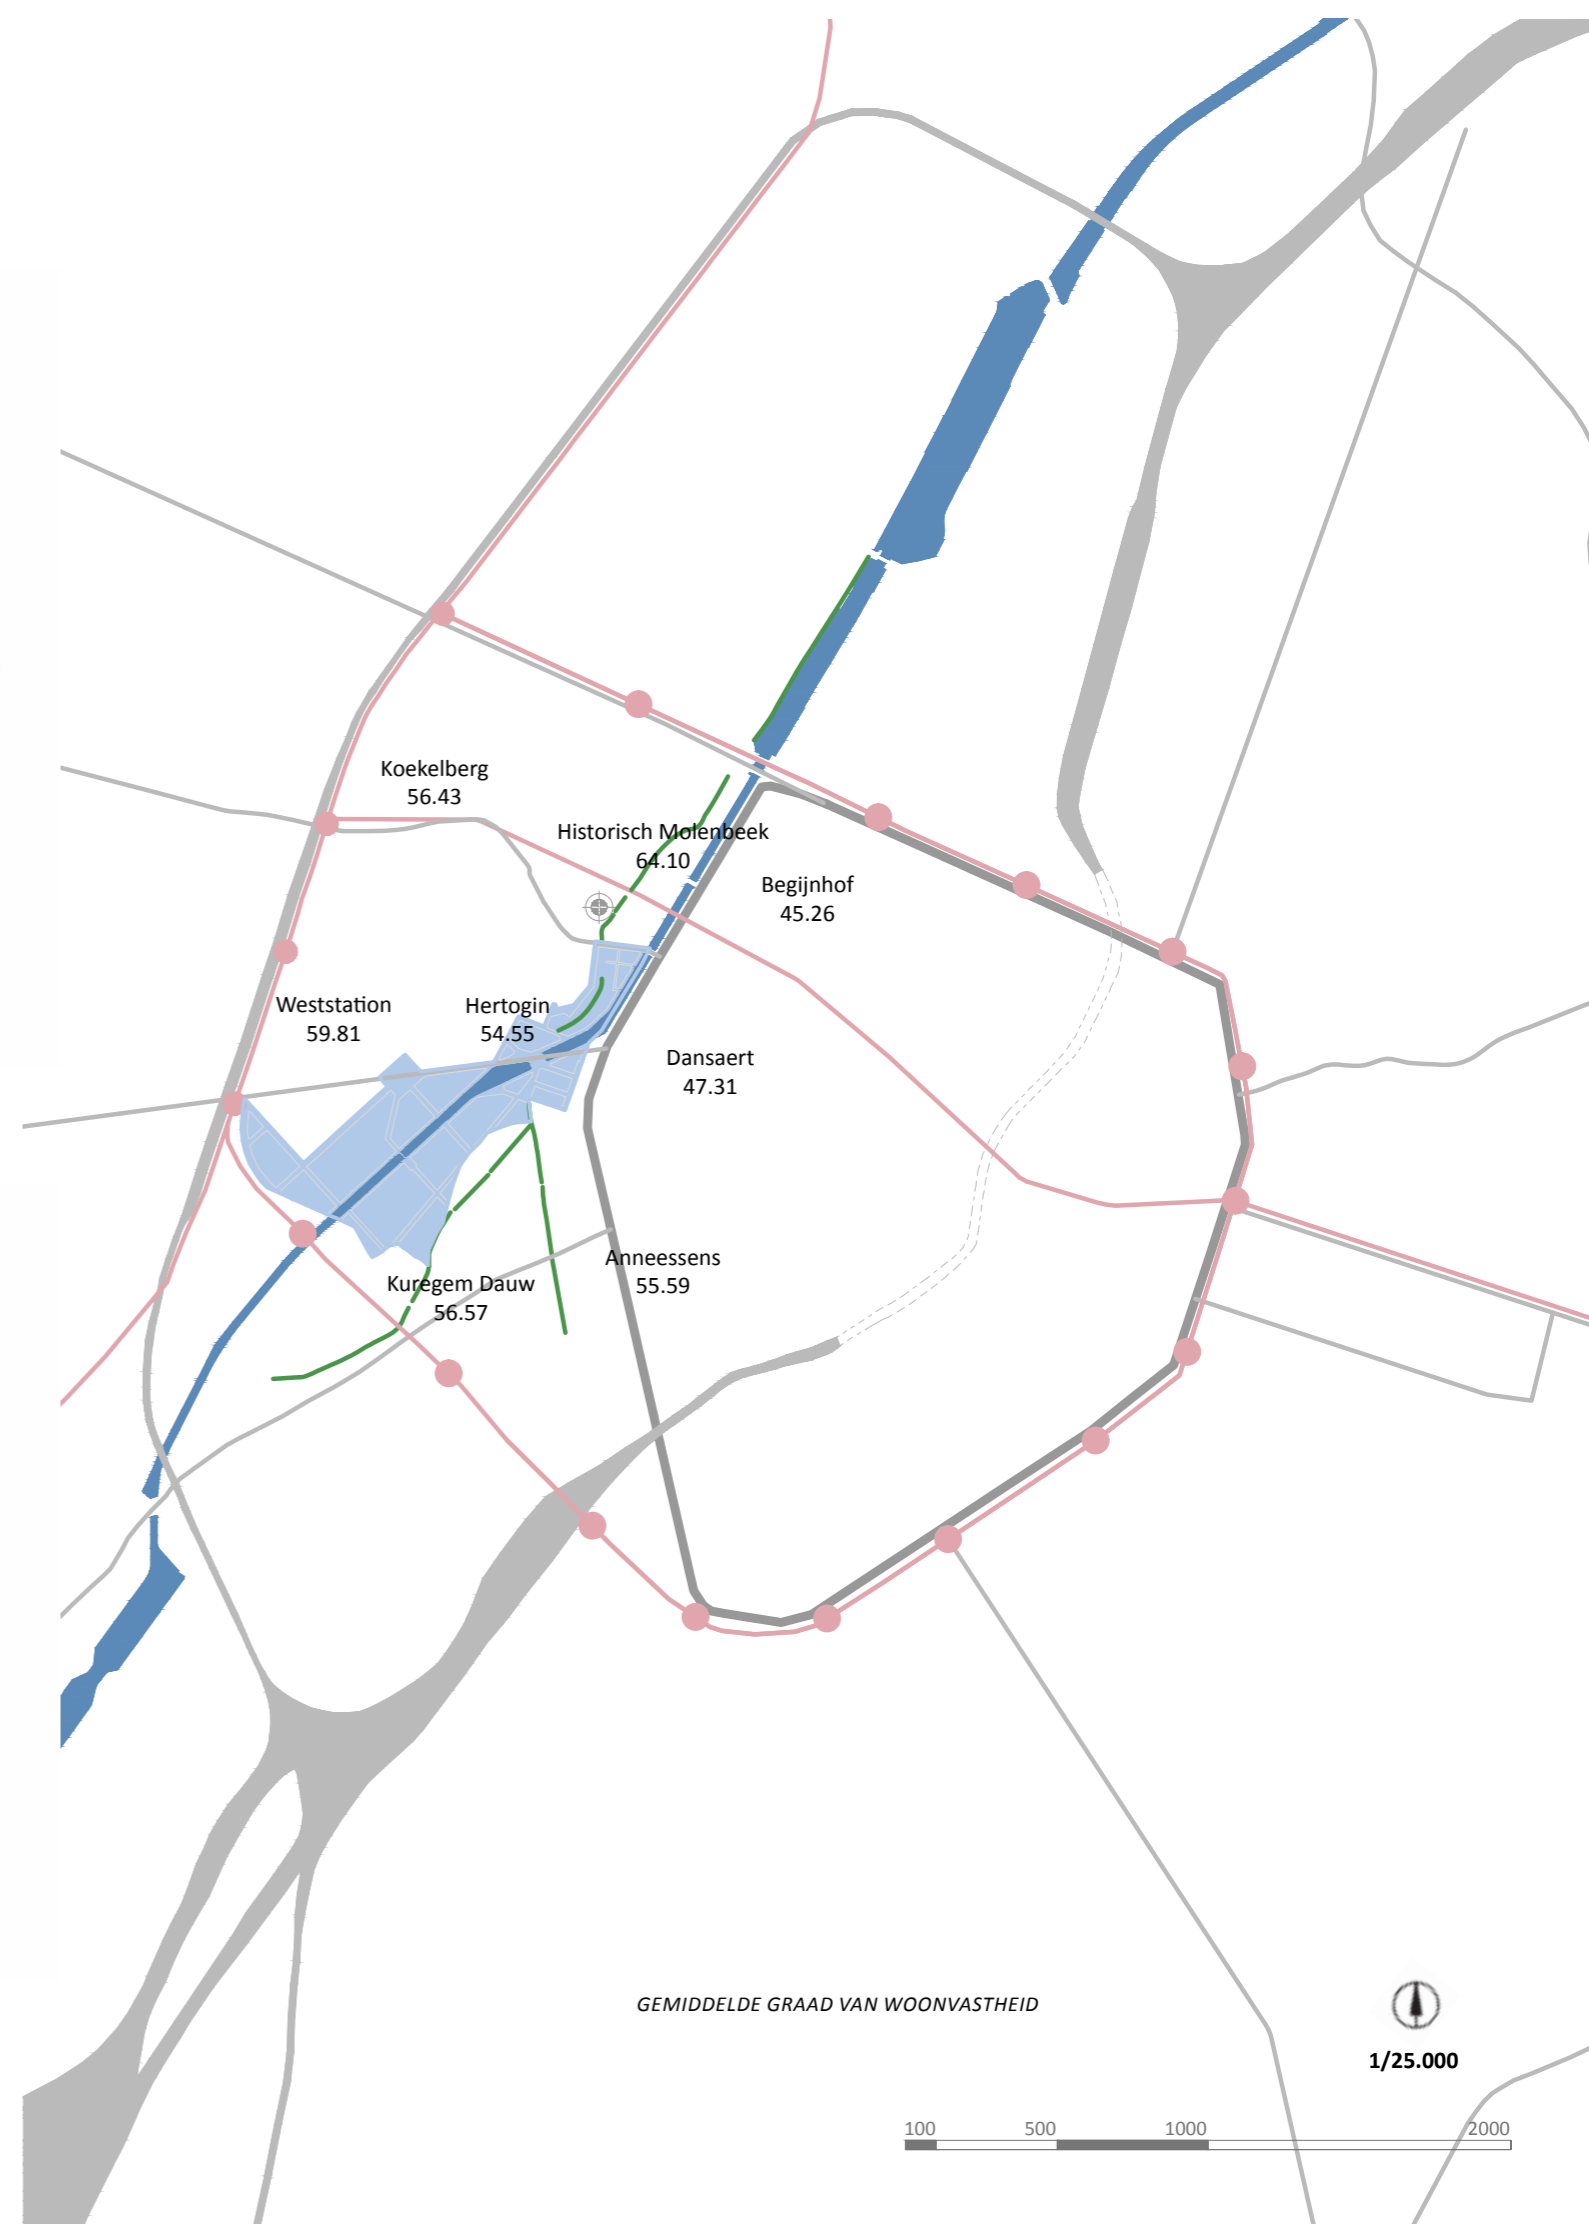 Koekelberg
56.43
Historisch Molenbeek
64.10
Begijnhof
45.26
Weststation
59.81
Hertogin
54.55
Dansaert
47.31
Anneessens
55.59
Kuregem Dauw
56.57
GEMIDDELDE GRAAD VAN WOONVASTHEID
1/25.000
100 500 1000 2000